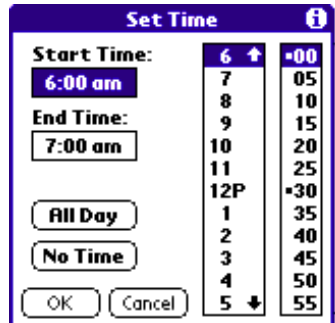 Set Time
Start Time:
6:00 am
End Time:
7:00 am
All Day
No Time
OK
Cancel
6
7
8
9
10
11
12P
1
2
3
4
5
00
05
10
15
20
25
30
35
40
45
50
55